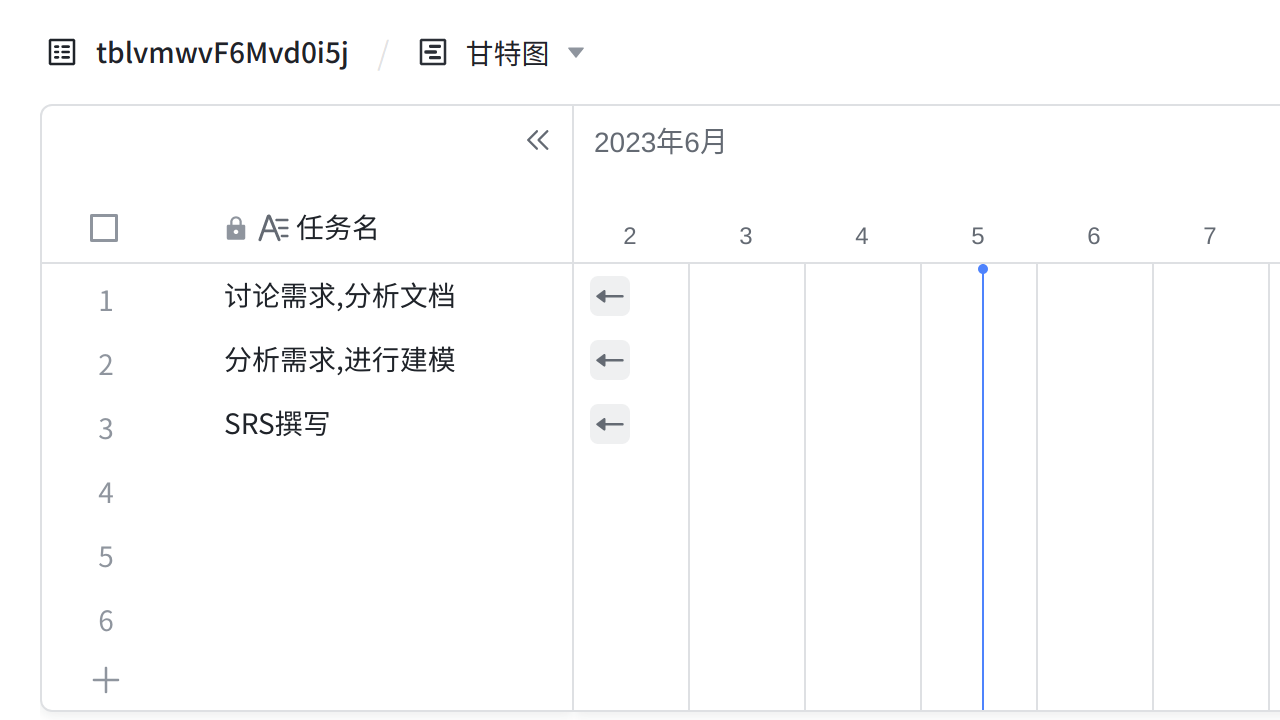 tblvmwvF6Mvd0i5j / 甘特图
2023年6月
任务名
2 3 4 5 6 7
1 讨论需求,分析文档
2 分析需求,进行建模
3 SRS撰写
4
5
6